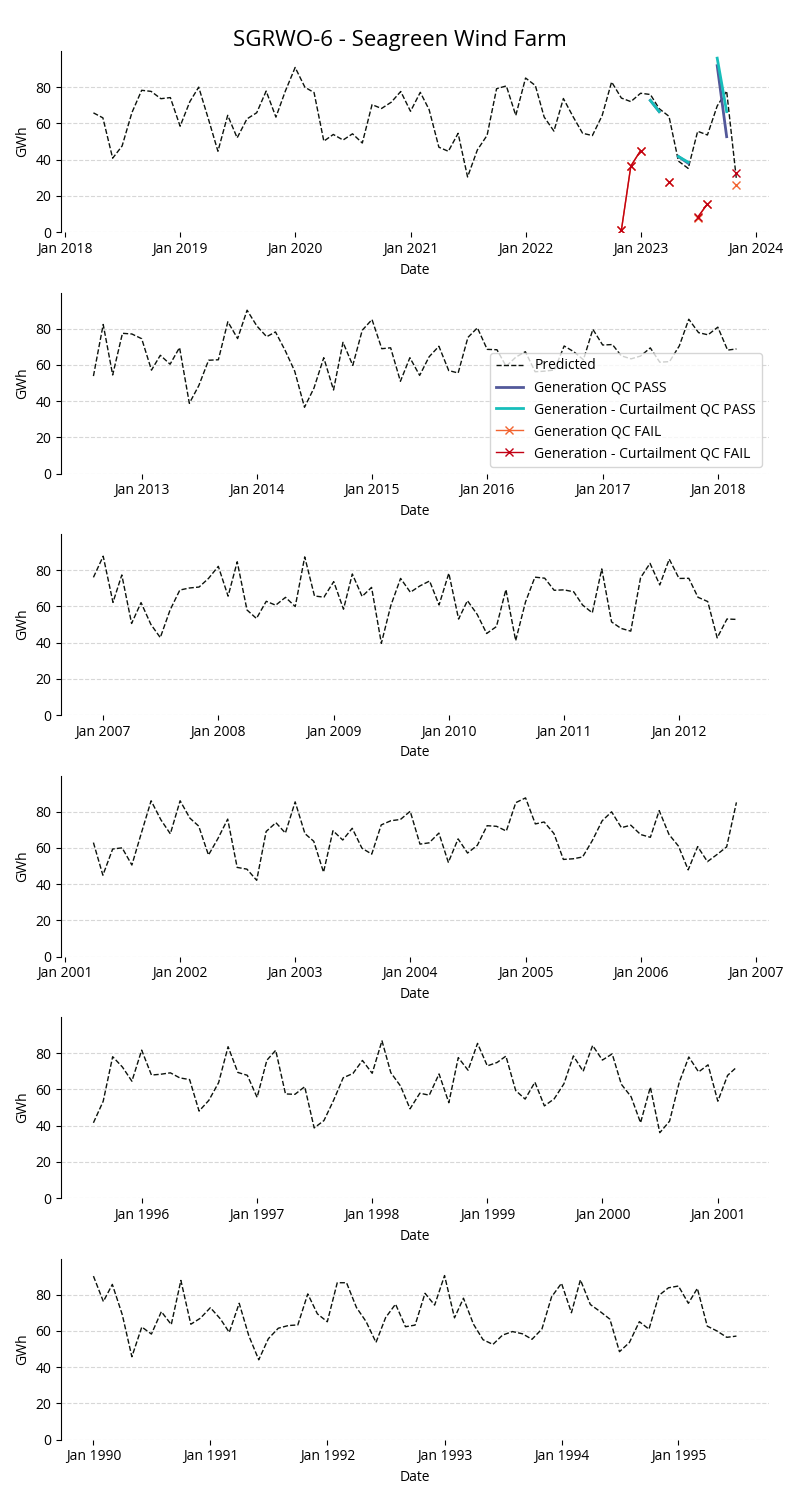 SGRWO-6 - Seagreen Wind Farm
GWh
80
60
40
20
0
Jan 2018 Jan 2019 Jan 2020 Jan 2021 Jan 2022 Jan 2023 Jan 2024
Date
GWh
80
60
40
20
0
Predicted
Generation QC PASS
Generation - Curtailment QC PASS
Generation QC FAIL
Generation - Curtailment QC FAIL
Jan 2013 Jan 2014 Jan 2015 Jan 2016 Jan 2017 Jan 2018
Date
GWh
80
60
40
20
0
Jan 2007 Jan 2008 Jan 2009 Jan 2010 Jan 2011 Jan 2012
Date
GWh
80
60
40
20
0
Jan 2001 Jan 2002 Jan 2003 Jan 2004 Jan 2005 Jan 2006 Jan 2007
Date
GWh
80
60
40
20
0
Jan 1996 Jan 1997 Jan 1998 Jan 1999 Jan 2000 Jan 2001
Date
GWh
80
60
40
20
0
Jan 1990 Jan 1991 Jan 1992 Jan 1993 Jan 1994 Jan 1995
Date